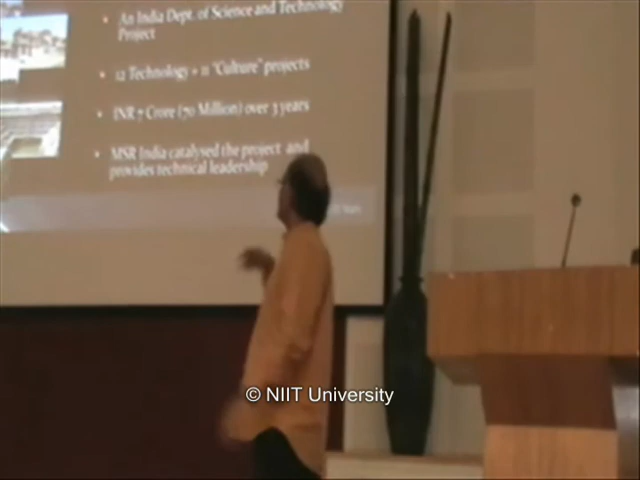 An India Dept. of Science and Technology
Project
12 Technology + 11 "Culture" projects
INR 7 Crore (70 Million) over 3 years
MSR India catalysed the project and
provides technical leadership
© NIIT University